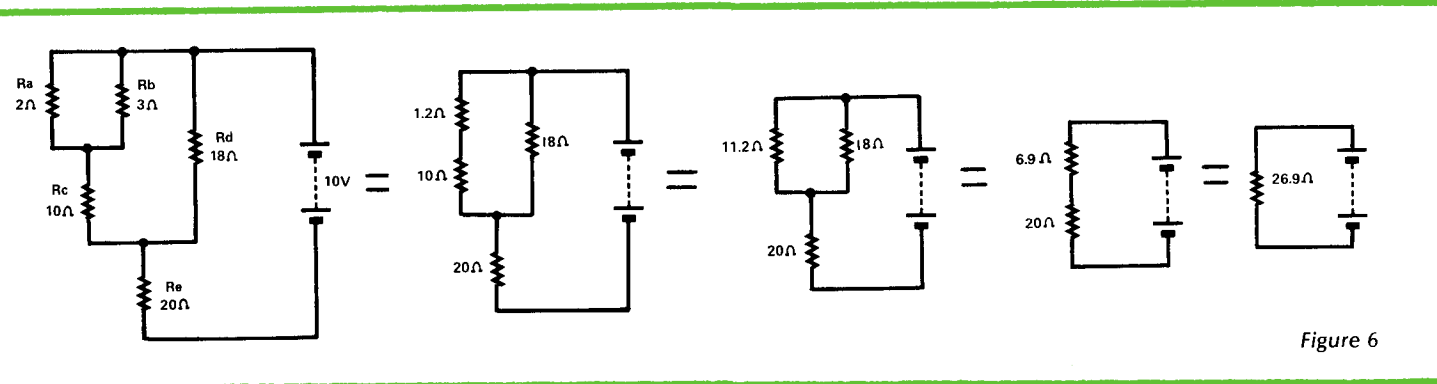 Ra
2Ω
Rb
3Ω
Rd
18Ω
Rc
10Ω
Re
20Ω
10V
=
1.2Ω
10Ω
18Ω
20Ω
=
11.2Ω
18Ω
20Ω
=
6.9Ω
20Ω
=
26.9Ω
Figure 6